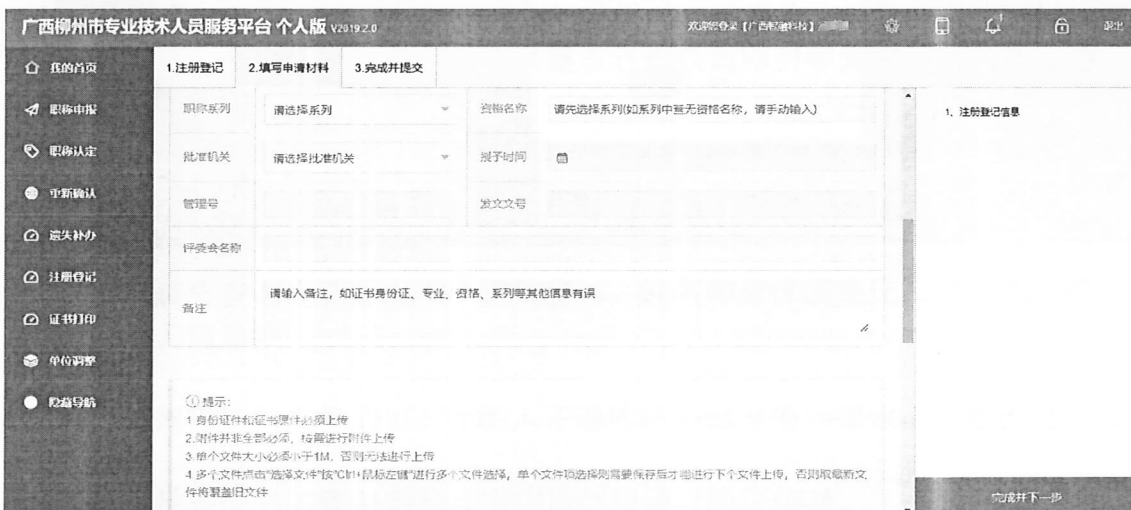 广西柳州市专业技术人员服务平台 个人版 V2019.2.0
退出
我的首页
职称申报
职称认定
重新确认
遗失补办
注册登记
证书打印
单位调整
隐藏导航
1.注册登记 2.填写申请材料 3.完成并提交
职称系列 请选择系列 资格名称 请先选择系列(如系列中查无资格名称，请手动输入)
批准机关 请选择批准机关 授予时间
管理号 发文文号
评委会名称
备注 请输入备注，如证书身份证、专业、资格、系列等其他信息有误
1、注册登记信息
提示:
1.身份证件和证书原件必须上传
2.附件并非全部必须，按需进行附件上传
3.单个文件大小必须小于1M，否则无法进行上传
4.多个文件点击"选择文件"按"Ctrl+鼠标左键"进行多个文件选择，单个文件项选择则需要保存后才能进行下个文件上传，否则取最新文
件将覆盖旧文件
完成并下一步